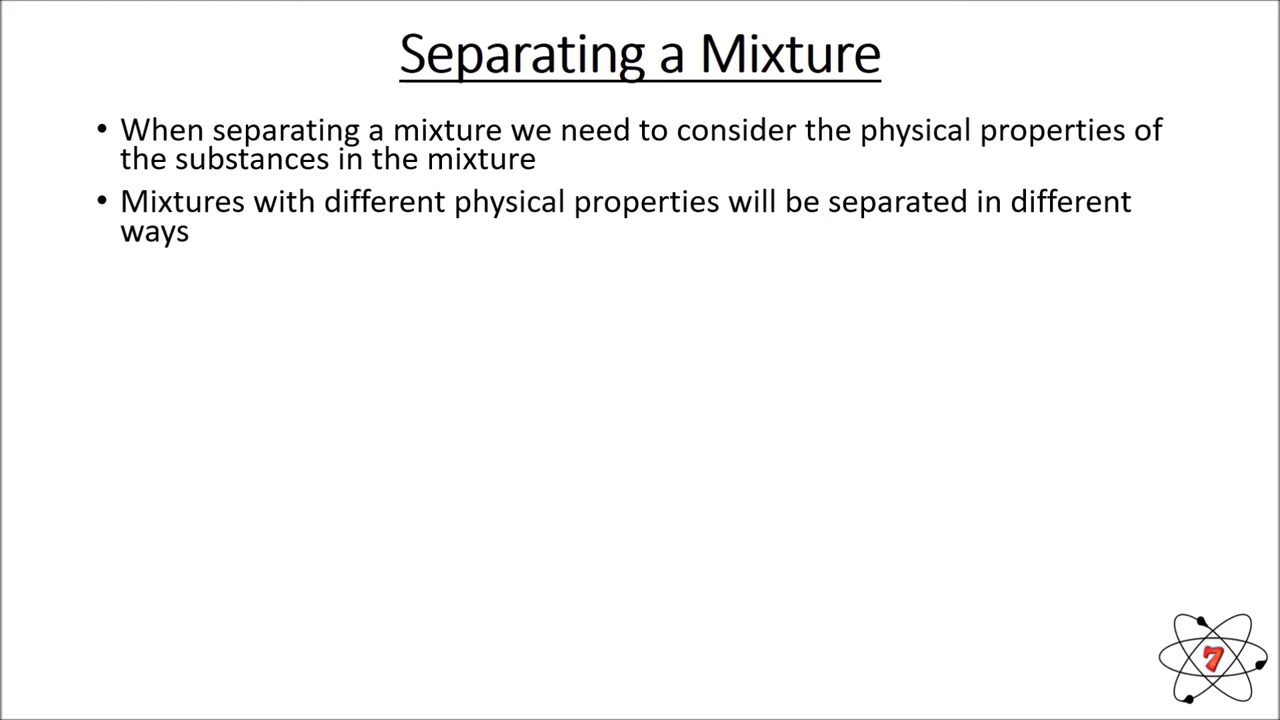 Separating a Mixture
• When separating a mixture we need to consider the physical properties of
the substances in the mixture
• Mixtures with different physical properties will be separated in different
ways
7